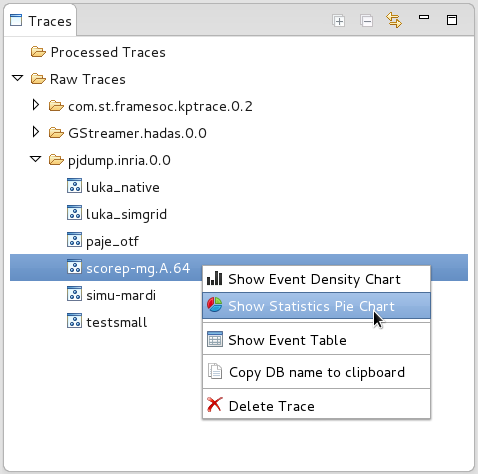 Traces
Processed Traces
Raw Traces
com.st.framesoc.kptrace.0.2
GStreamer.hadas.0.0
pjdump.inria.0.0
luka_native
luka_simgrid
paje_otf
scorep-mg.A.64
simu-mardi
testsmall
Show Event Density Chart
Show Statistics Pie Chart
Show Event Table
Copy DB name to clipboard
Delete Trace